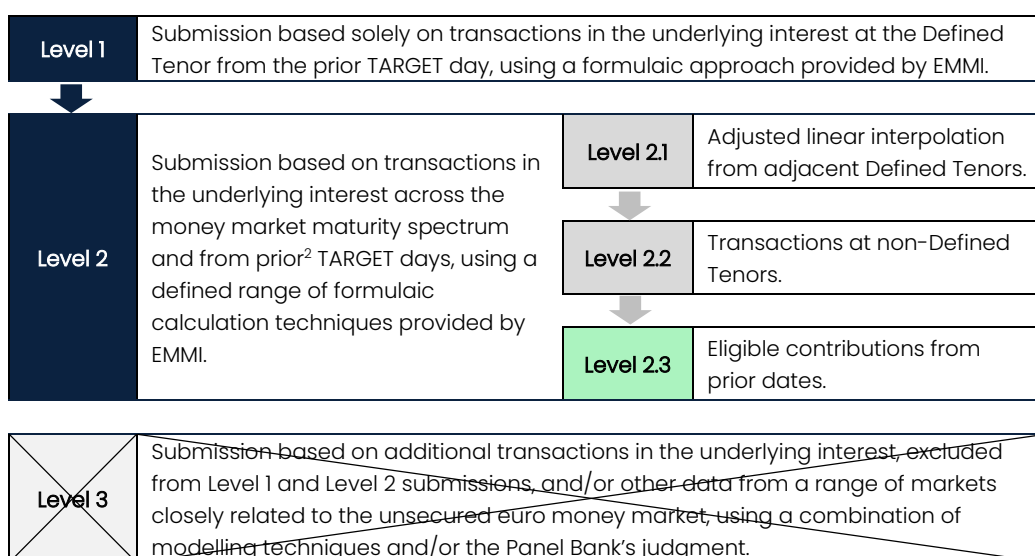 Level 1
Submission based solely on transactions in the underlying interest at the Defined
Tenor from the prior TARGET day, using a formulaic approach provided by EMMI.
Level 2
Submission based on transactions in
the underlying interest across the
money market maturity spectrum
and from prior² TARGET days, using a
defined range of formulaic
calculation techniques provided by
EMMI.
Level 2.1
Adjusted linear interpolation
from adjacent Defined Tenors.
Level 2.2
Transactions at non-Defined
Tenors.
Level 2.3
Eligible contributions from
prior dates.
Level 3
Submission based on additional transactions in the underlying interest, excluded
from Level 1 and Level 2 submissions, and/or other data from a range of markets
closely related to the unsecured euro money market, using a combination of
modelling techniques and/or the Panel Bank's judgment.